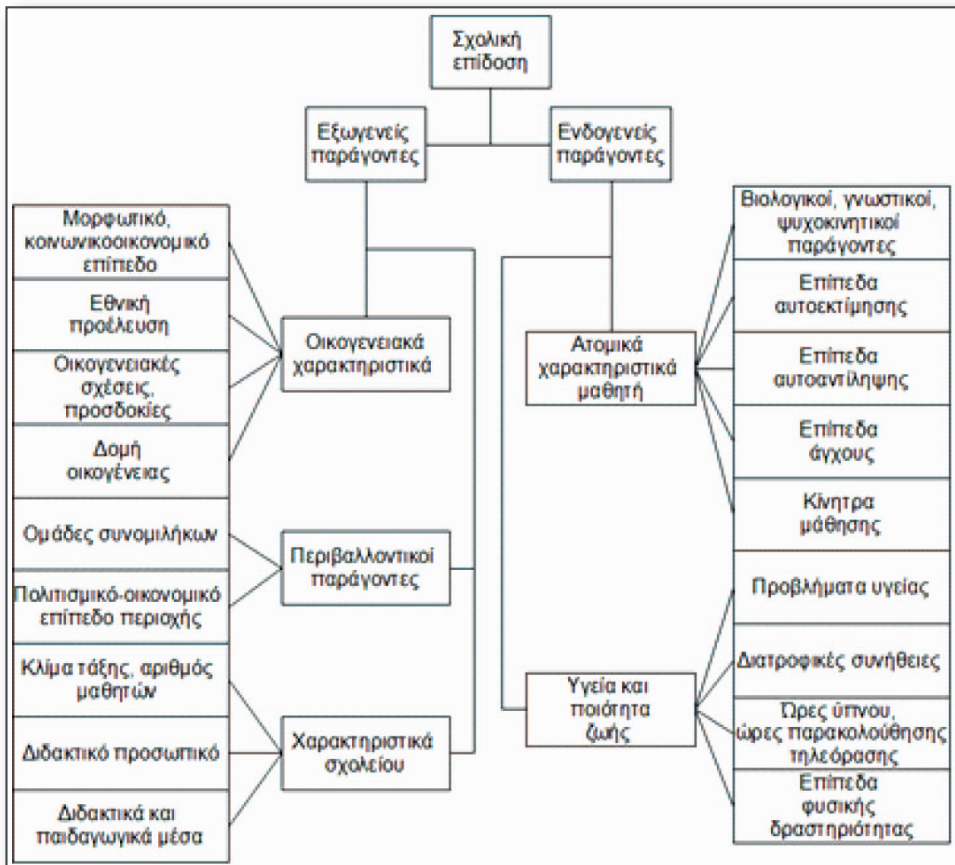 Σχολική
επίδοση
Εξωγενείς
παράγοντες
Ενδογενείς
παράγοντες
Μορφωτικό,
κοινωνικοοικονομικό
επίπεδο
Εθνική
προέλευση
Οικογενειακές
σχέσεις,
προσδοκίες
Δομή
οικογένειας
Ομάδες συνομιλήκων
Πολιτισμικό-οικονομικό
επίπεδο περιοχής
Κλίμα τάξης, αριθμός
μαθητών
Διδακτικό προσωπικό
Διδακτικά και
παιδαγωγικά μέσα
Οικογενειακά
χαρακτηριστικά
Περιβαλλοντικοί
παράγοντες
Χαρακτηριστικά
σχολείου
Ατομικά
χαρακτηριστικά
μαθητή
Υγεία και
ποιότητα
ζωής
Βιολογικοί, γνωστικοί,
ψυχοκινητικοί
παράγοντες
Επίπεδα
αυτοεκτίμησης
Επίπεδα
αυτοαντίληψης
Επίπεδα
άγχους
Κίνητρα
μάθησης
Προβλήματα υγείας
Διατροφικές συνήθειες
Ώρες ύπνου,
ώρες παρακολούθησης
τηλεόρασης
Επίπεδα
φυσικής
δραστηριότητας